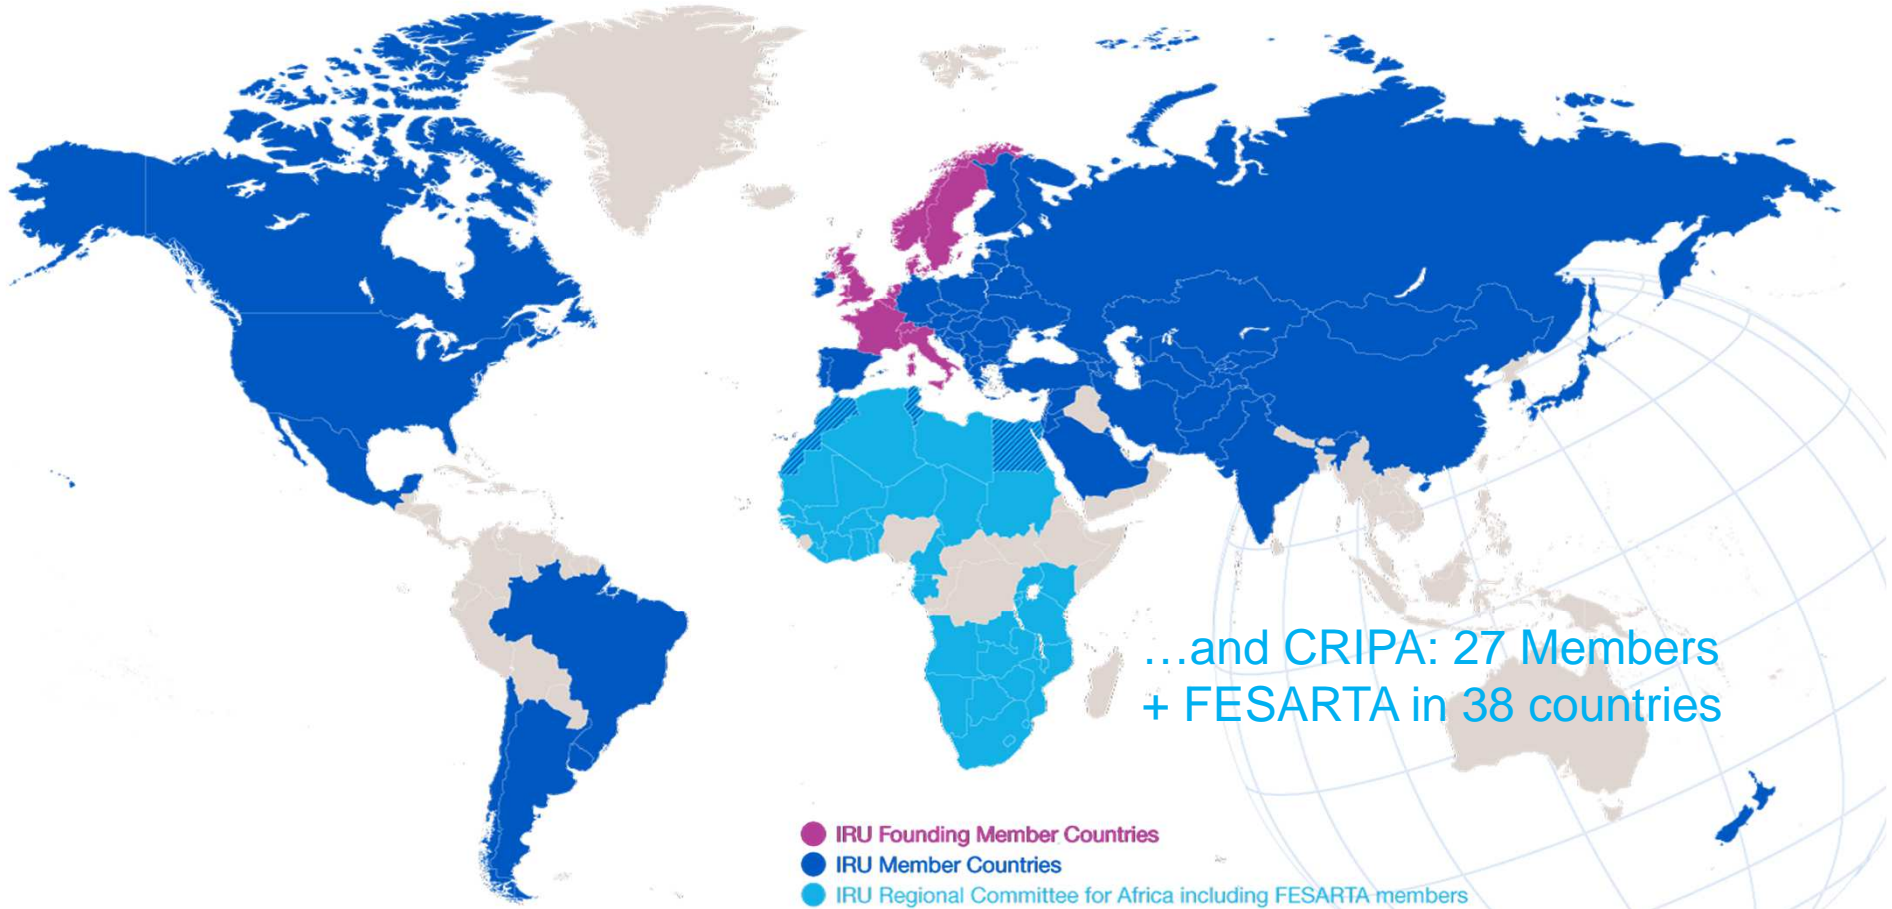 …and CRIPA: 27 Members
+ FESARTA in 38 countries
IRU Founding Member Countries
IRU Member Countries
IRU Regional Committee for Africa including FESARTA members